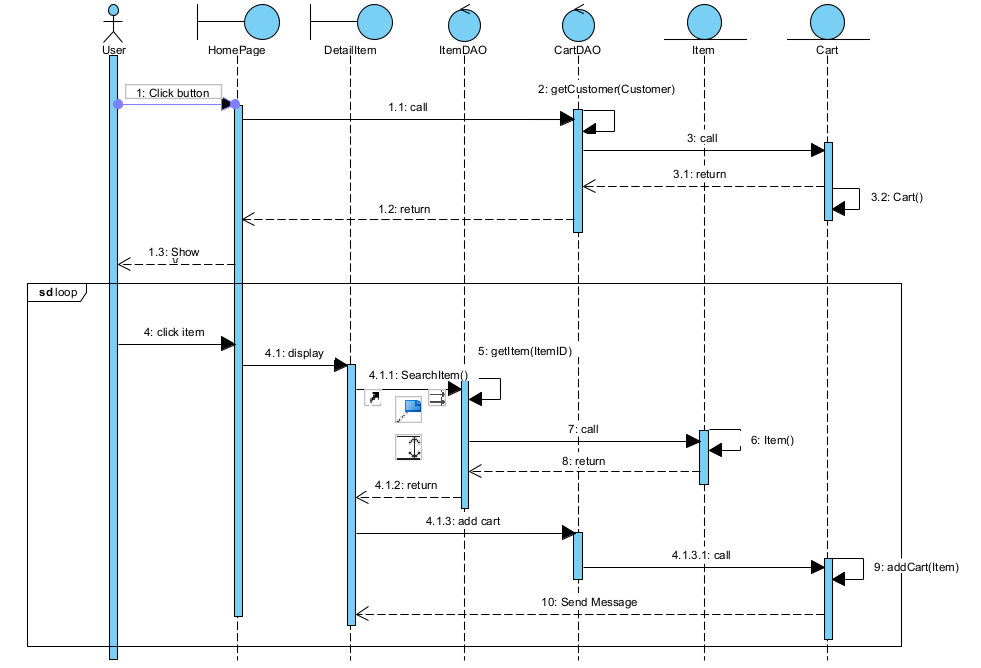 User
HomePage
DetailItem
ItemDAO
CartDAO
Item
Cart
1: Click button
2: getCustomer(Customer)
1.1: call
3: call
3.1: return
3.2: Cart()
1.2: return
1.3: Show
sd loop
4: click item
4.1: display
5: getItem(ItemID)
4.1.1: SearchItem()
7: call
6: Item()
8: return
4.1.2: return
4.1.3: add cart
4.1.3.1: call
9: addCart(Item)
10: Send Message